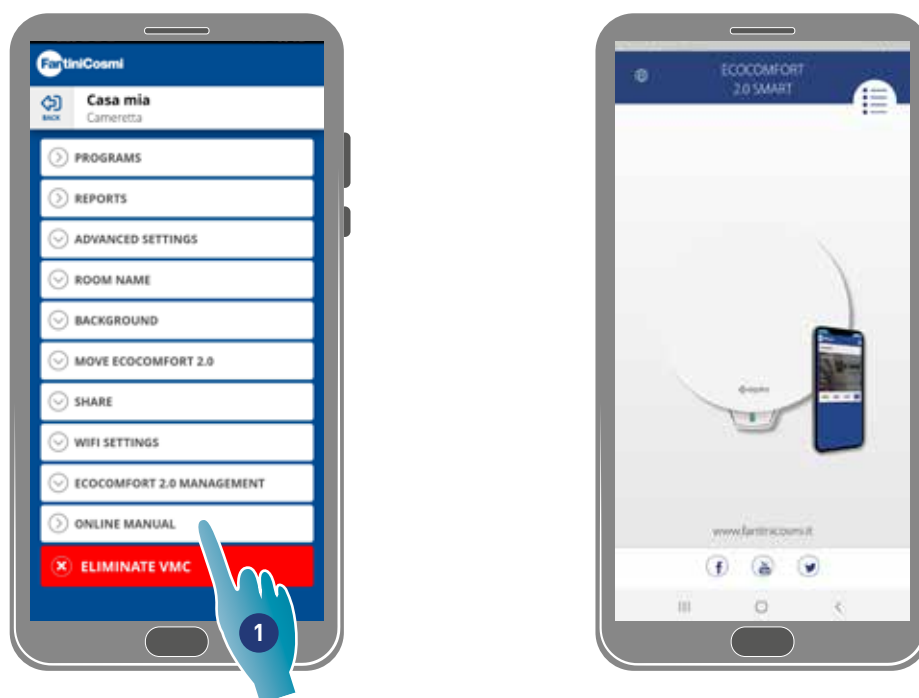 FantiniCosmi
BACK
Casa mia
Cameretta
PROGRAMS
REPORTS
ADVANCED SETTINGS
ROOM NAME
BACKGROUND
MOVE ECOCOMFORT 2.0
SHARE
WIFI SETTINGS
ECOCOMFORT 2.0 MANAGEMENT
ONLINE MANUAL
ELIMINATE VMC
1
ECOCOMFORT
2.0 SMART
www.fantinicosmi.it